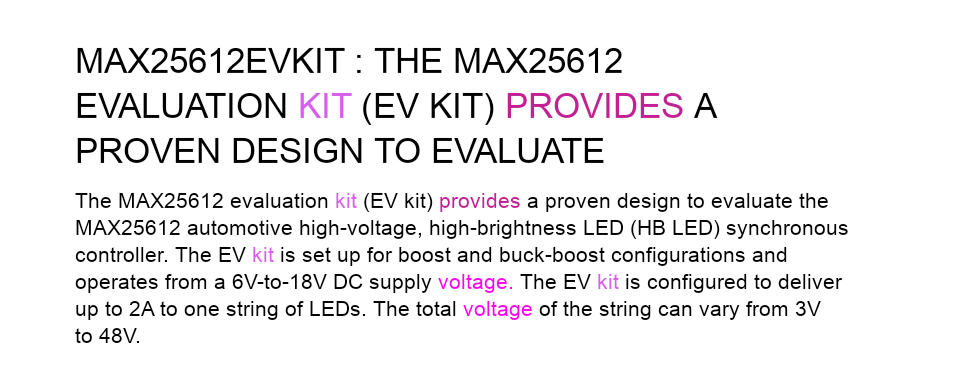 MAX25612EVKIT : THE MAX25612
EVALUATION KIT (EV KIT) PROVIDES A
PROVEN DESIGN TO EVALUATE
The MAX25612 evaluation kit (EV kit) provides a proven design to evaluate the
MAX25612 automotive high-voltage, high-brightness LED (HB LED) synchronous
controller. The EV kit is set up for boost and buck-boost configurations and
operates from a 6V-to-18V DC supply voltage. The EV kit is configured to deliver
up to 2A to one string of LEDs. The total voltage of the string can vary from 3V
to 48V.